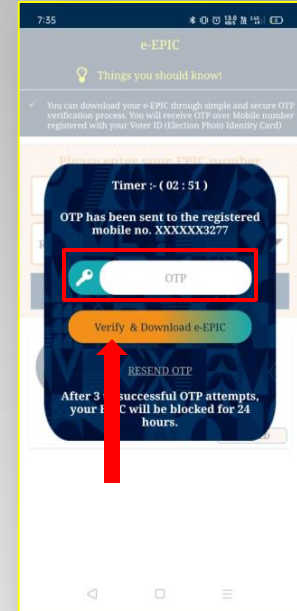 7:35
e-EPIC
Things you should know!
You can download your e-EPIC through simple and secure OTP
verification process. You will receive OTP over Mobile number
registered with your Voter ID (Election Photo Identity Card)
Please enter your EPIC number
Timer :- ( 02 : 51 )
OTP has been sent to the registered
mobile no. XXXXXX3277
OTP
Verify & Download e-EPIC
RESEND OTP
After 3 successful OTP attempts,
your will be blocked for 24
hours.